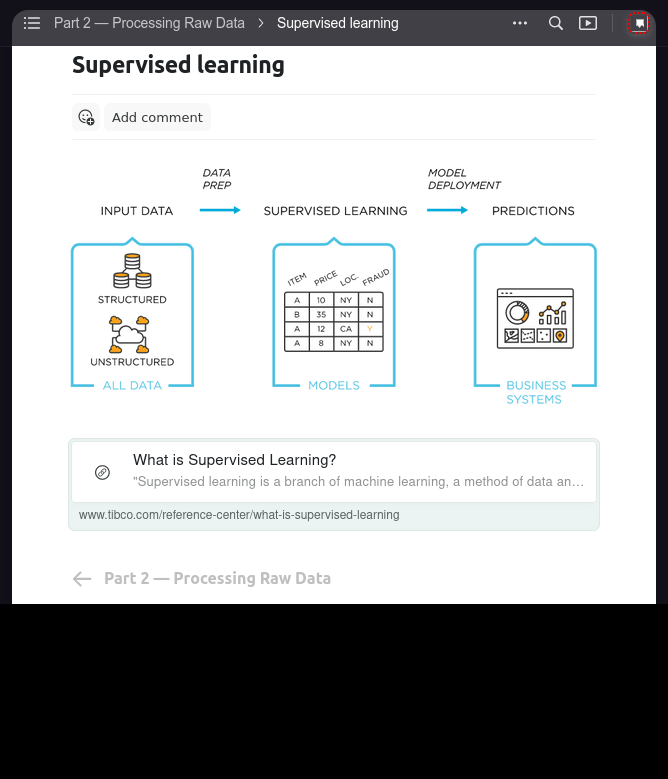 Part 2 — Processing Raw Data > Supervised learning
Supervised learning
Add comment
DATA
PREP
MODEL
DEPLOYMENT
INPUT DATA
SUPERVISED LEARNING
PREDICTIONS
STRUCTURED
UNSTRUCTURED
ALL DATA
ITEM PRICE LOC. FRAUD
A 10 NY N
B 35 NY N
A 12 CA Y
A 8 NY N
MODELS
BUSINESS
SYSTEMS
What is Supervised Learning?
"Supervised learning is a branch of machine learning, a method of data an...
www.tibco.com/reference-center/what-is-supervised-learning
Part 2 — Processing Raw Data